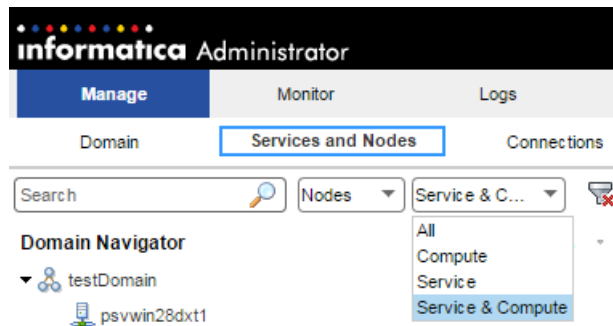 informatica Administrator
Manage Monitor Logs
Domain Services and Nodes Connections
Search Nodes Service & C...
All
Domain Navigator
Compute
testDomain
Service
Service & Compute
psvwin28dxt1